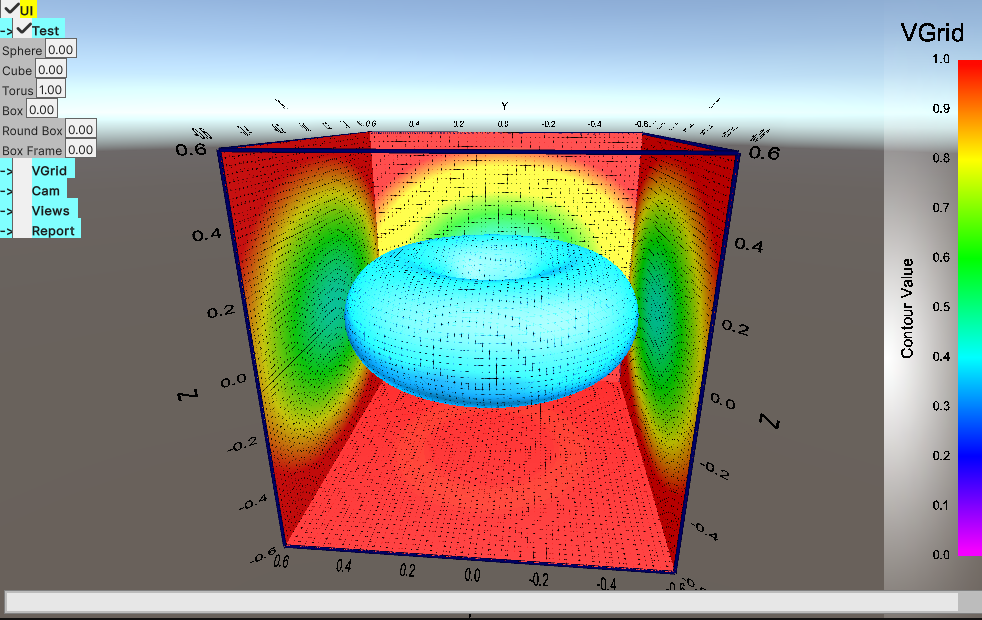 UI
-> Test
Sphere 0.00
Cube 0.00
Torus 1.00
Box 0.00
Round Box 0.00
Box Frame 0.00
-> VGrid
-> Cam
-> Views
-> Report
VGrid
Contour Value
1.0
0.9
0.8
0.7
0.6
0.5
0.4
0.3
0.2
0.1
0.0
Y
0.6 0.4 0.2 0.0 -0.2 -0.4 -0.6
0.6
0.4
0.2
0.0
-0.2
-0.4
-0.6
Z
0.6
0.4
0.2
0.0
-0.2
-0.4
Z
0.6 0.4 0.2 0.0 -0.2 -0.4 -0.6